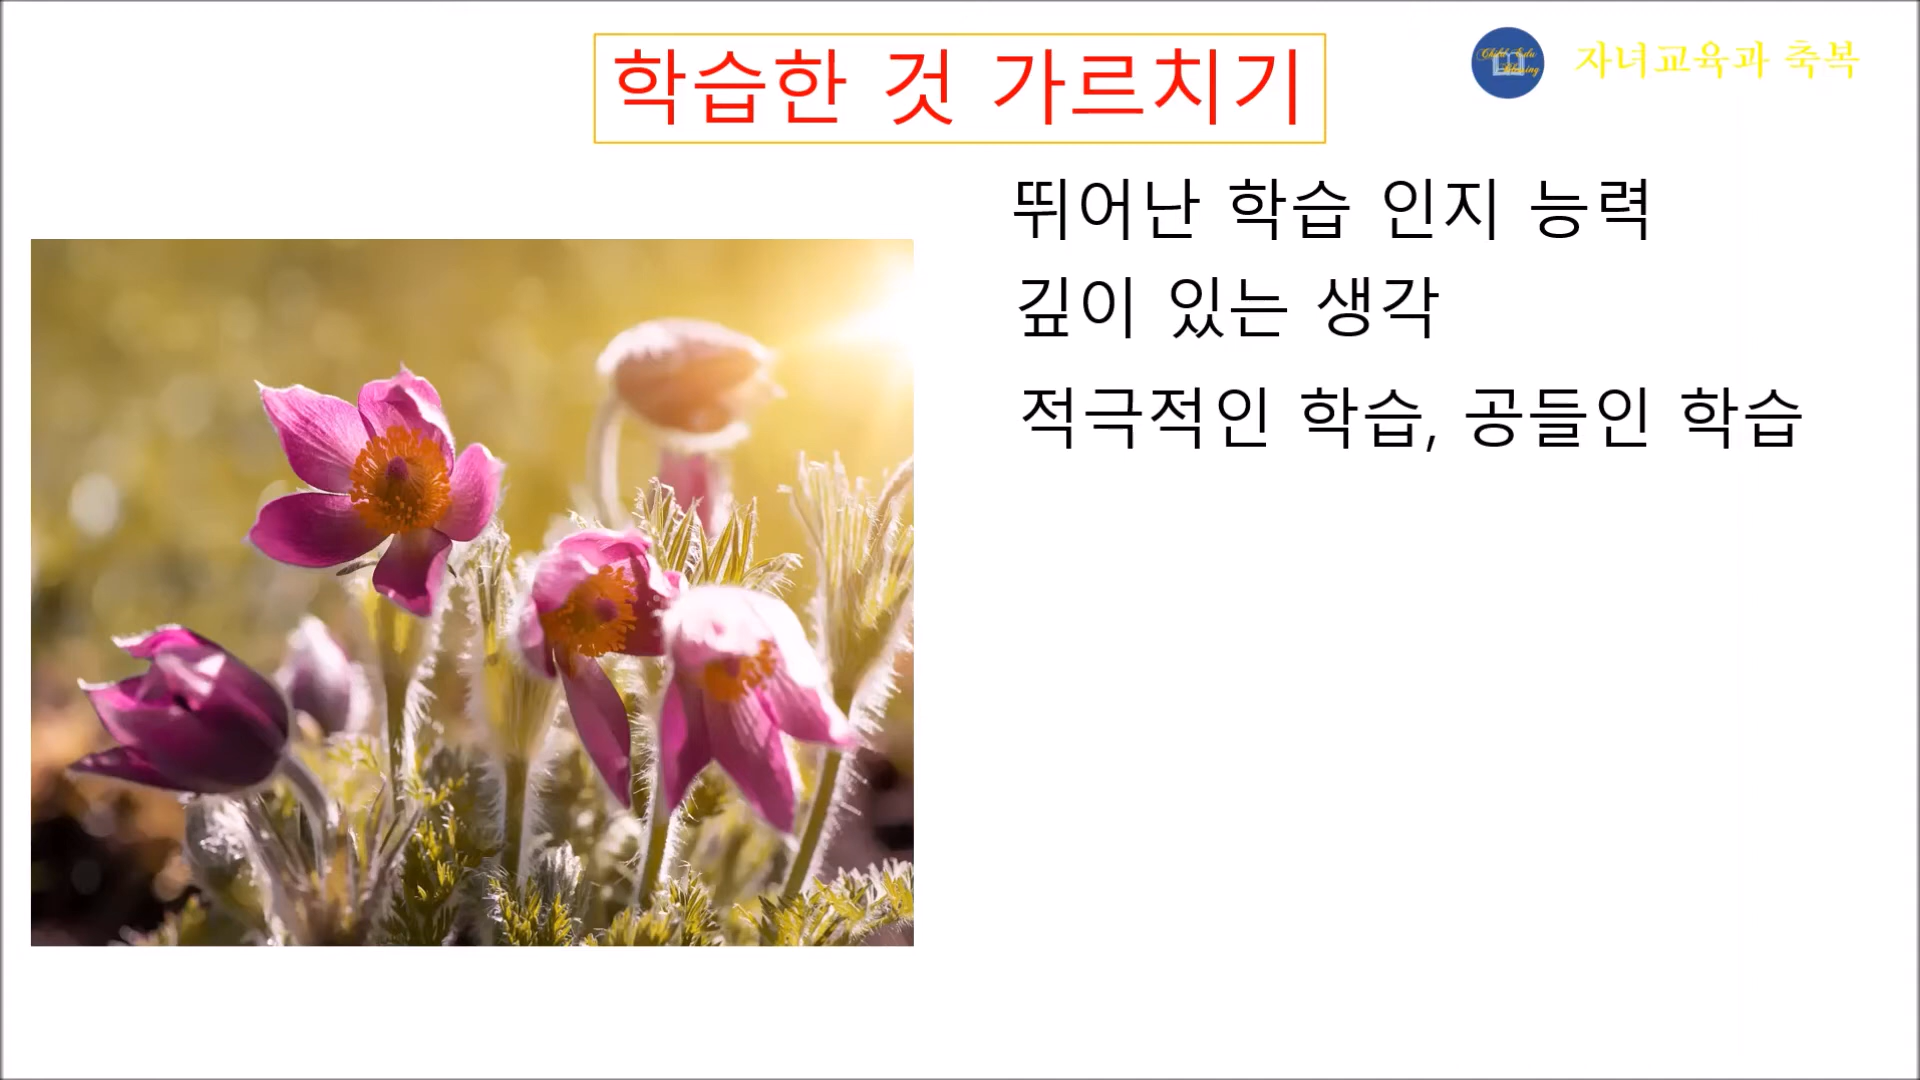 학습한 것 가르치기
자녀교육과 축복
뛰어난 학습 인지 능력
깊이 있는 생각
적극적인 학습, 공들인 학습